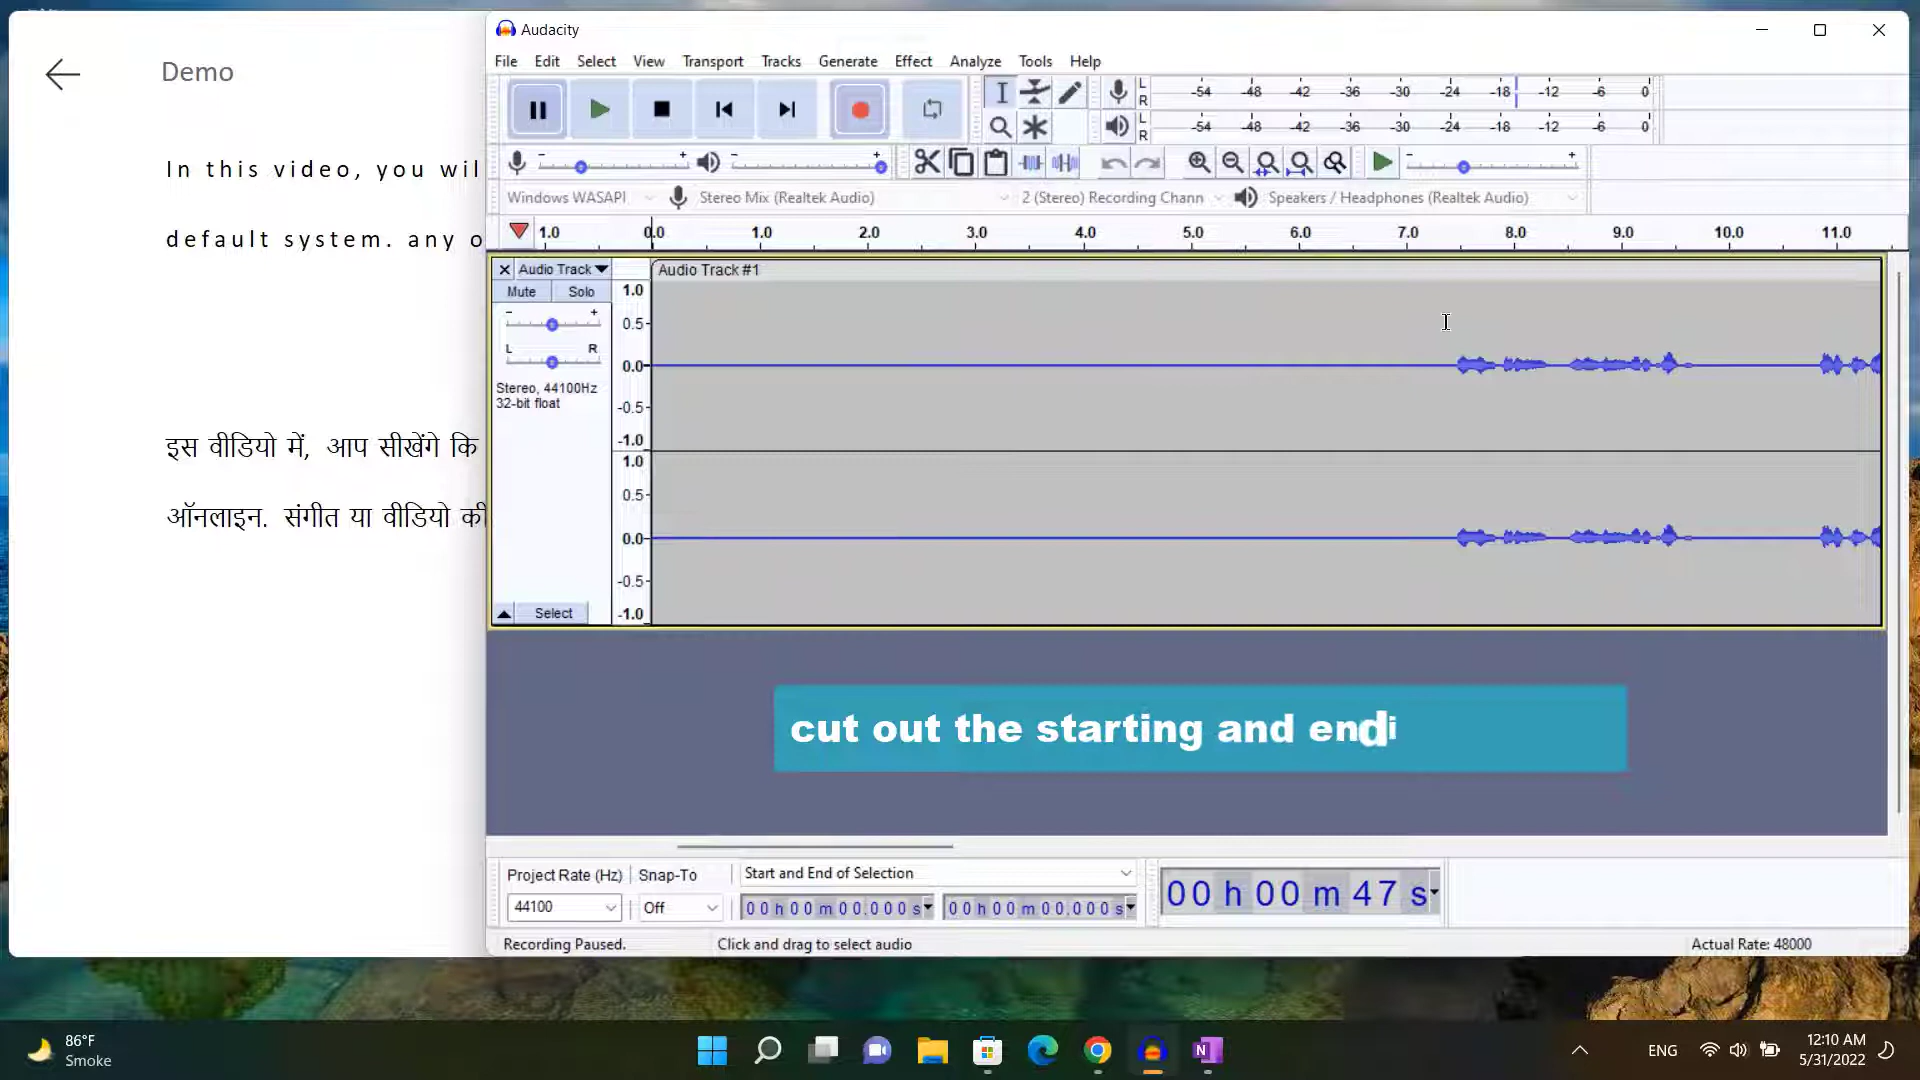 Demo
In this video, you wil
default system. any o
इस वीडियो में, आप सीखेंगे कि
ऑनलाइन. संगीत या वीडियो की
Audacity
File Edit Select View Transport Tracks Generate Effect Analyze Tools Help
L R -54 -48 -42 -36 -30 -24 -18 -12 -6 0
L R -54 -48 -42 -36 -30 -24 -18 -12 -6 0
- + - + - +
Windows WASAPI Stereo Mix (Realtek Audio) 2 (Stereo) Recording Chann Speakers / Headphones (Realtek Audio)
1.0 0.0 1.0 2.0 3.0 4.0 5.0 6.0 7.0 8.0 9.0 10.0 11.0
Audio Track Audio Track #1
Mute Solo
- +
L R
Stereo, 44100Hz
32-bit float
Select
1.0
0.5
0.0
-0.5
-1.0
1.0
0.5
0.0
-0.5
-1.0
cut out the starting and endi
Project Rate (Hz) Snap-To Start and End of Selection
44100 Off 00 h 00 m 00.000 s 00 h 00 m 00.000 s 00 h 00 m 47 s
Recording Paused. Click and drag to select audio Actual Rate: 48000
86°F
Smoke
ENG
12:10 AM
5/31/2022